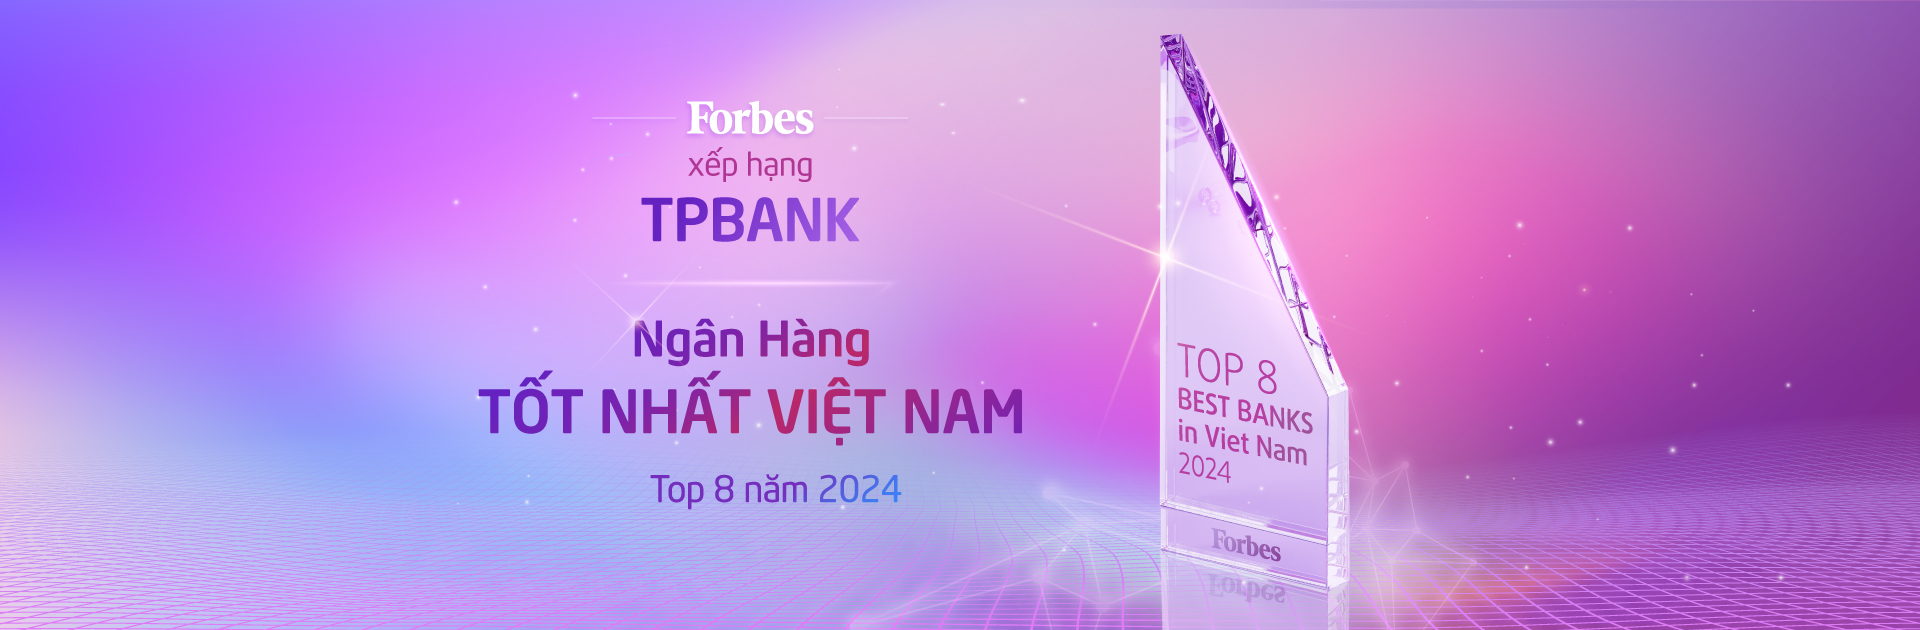 Forbes
xếp hạng
TPBANK
Ngân Hàng
TỐT NHẤT VIỆT NAM
Top 8 năm 2024
TOP 8
BEST BANKS
in Viet Nam
2024
Forbes